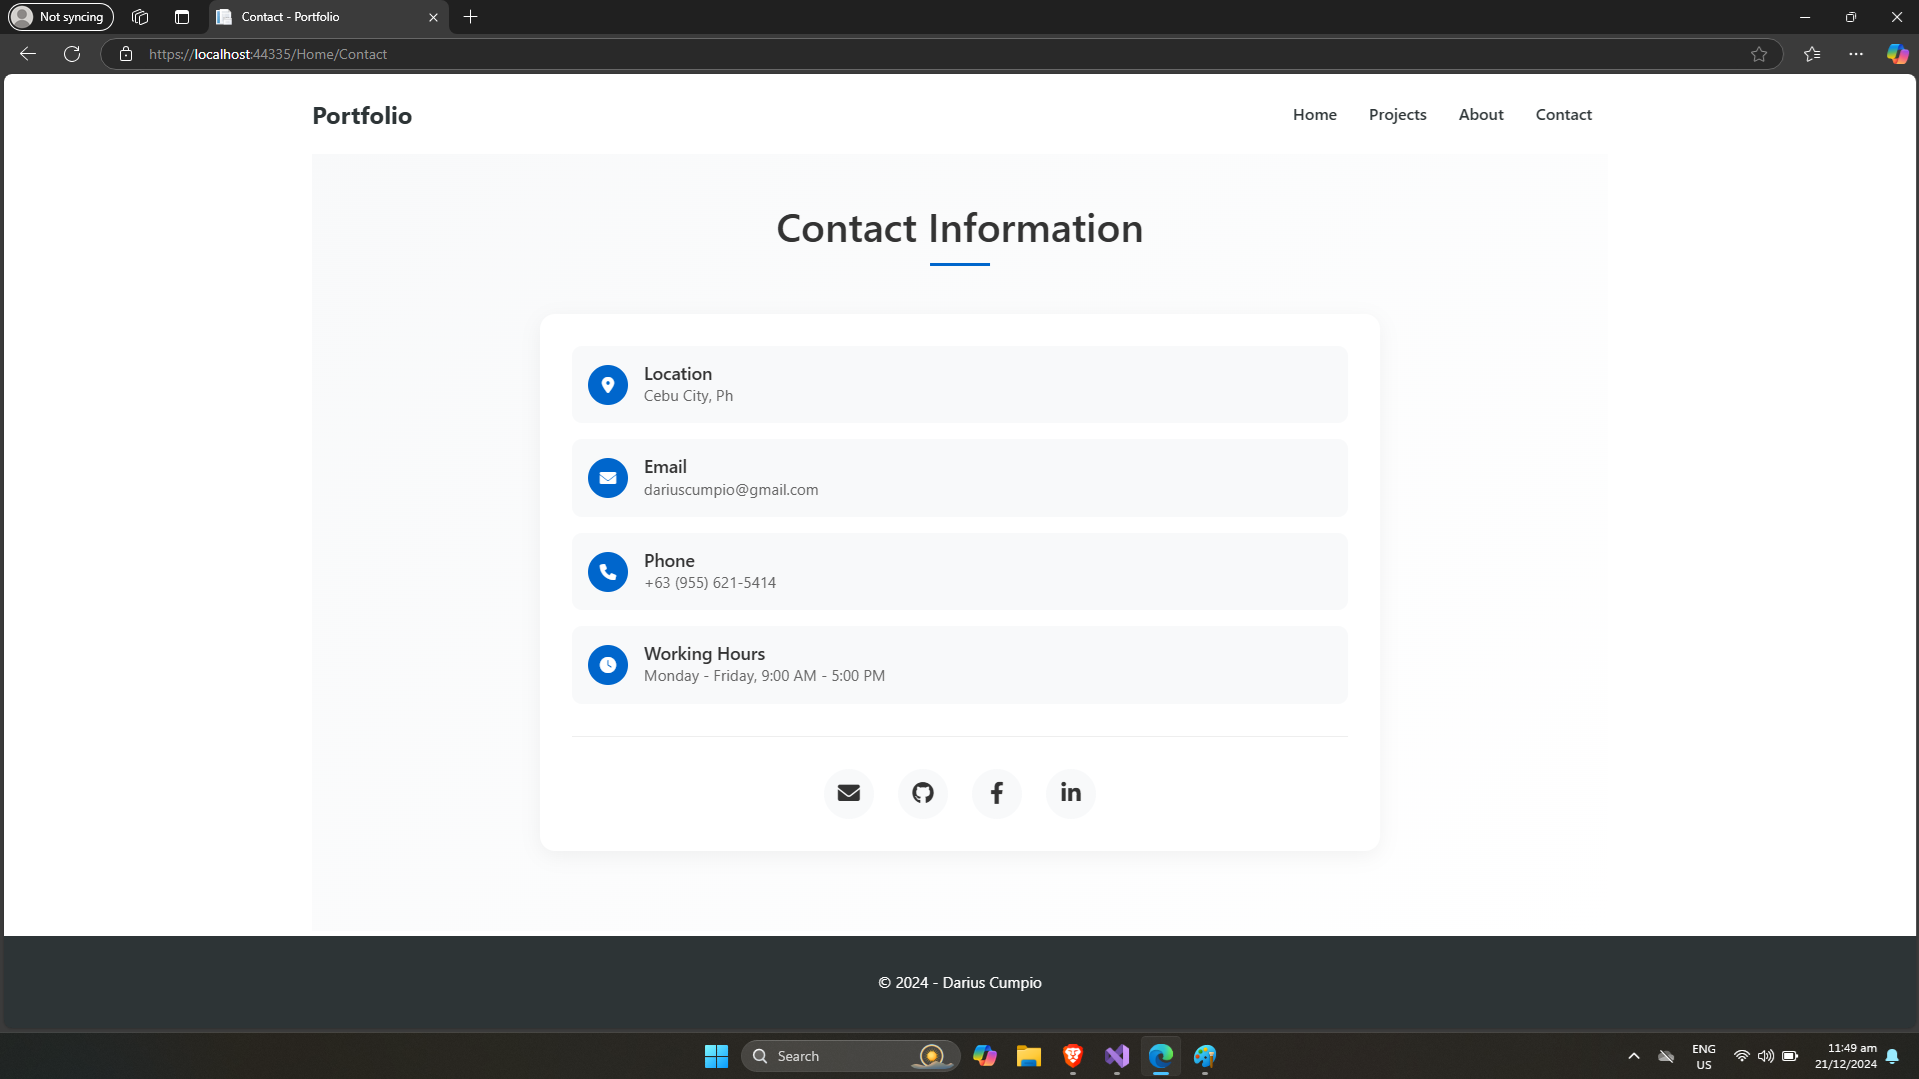 Not syncing
Contact - Portfolio
https://localhost:44335/Home/Contact
Portfolio
Home
Projects
About
Contact
Contact Information
Location
Cebu City, Ph
Email
dariuscumpio@gmail.com
Phone
+63 (955) 621-5414
Working Hours
Monday - Friday, 9:00 AM - 5:00 PM
© 2024 - Darius Cumpio
Search
ENG
US
11:49 am
21/12/2024